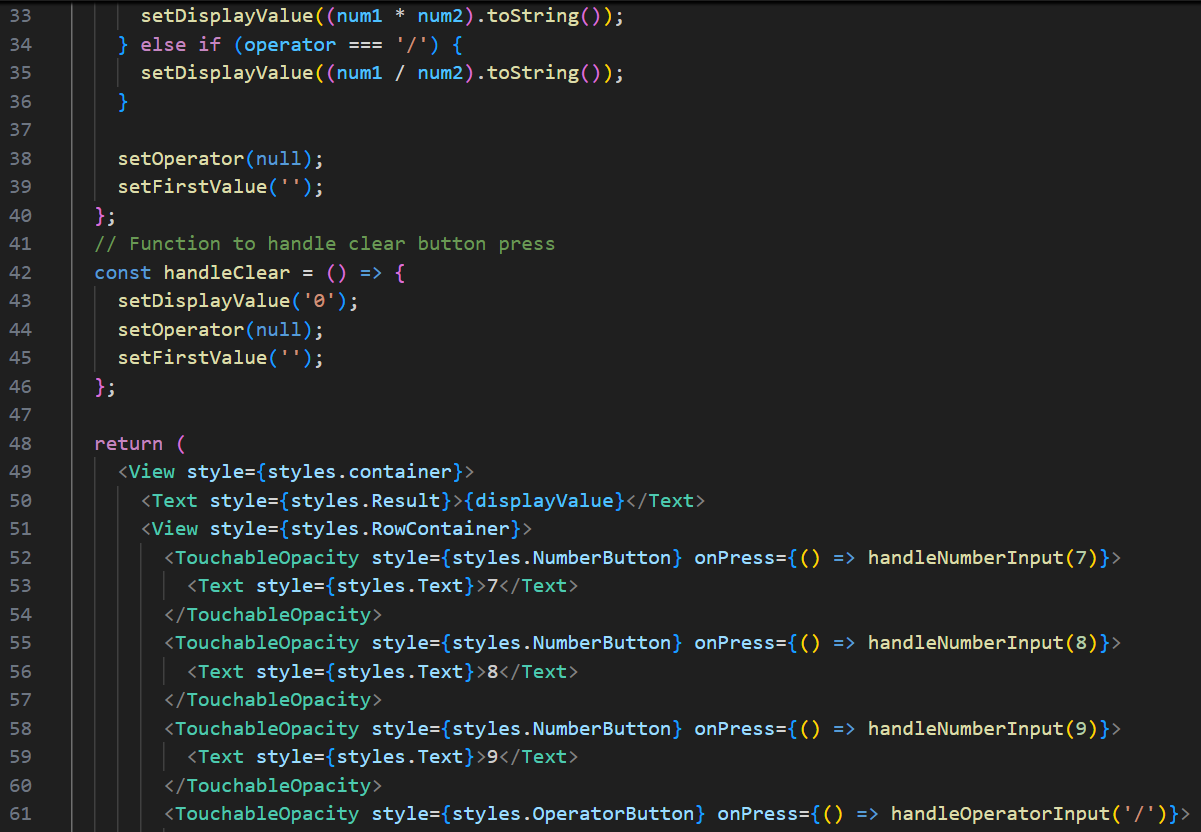 33 setDisplayValue((num1 * num2).toString());
34 } else if (operator === '/') {
35 setDisplayValue((num1 / num2).toString());
36 }
37
38 setOperator(null);
39 setFirstValue('');
40 };
41 // Function to handle clear button press
42 const handleClear = () => {
43 setDisplayValue('0');
44 setOperator(null);
45 setFirstValue('');
46 };
47
48 return (
49 <View style={styles.container}>
50 <Text style={styles.Result}>{displayValue}</Text>
51 <View style={styles.RowContainer}>
52 <TouchableOpacity style={styles.NumberButton} onPress={() => handleNumberInput(7)}>
53 <Text style={styles.Text}>7</Text>
54 </TouchableOpacity>
55 <TouchableOpacity style={styles.NumberButton} onPress={() => handleNumberInput(8)}>
56 <Text style={styles.Text}>8</Text>
57 </TouchableOpacity>
58 <TouchableOpacity style={styles.NumberButton} onPress={() => handleNumberInput(9)}>
59 <Text style={styles.Text}>9</Text>
60 </TouchableOpacity>
61 <TouchableOpacity style={styles.OperatorButton} onPress={() => handleOperatorInput('/')}>